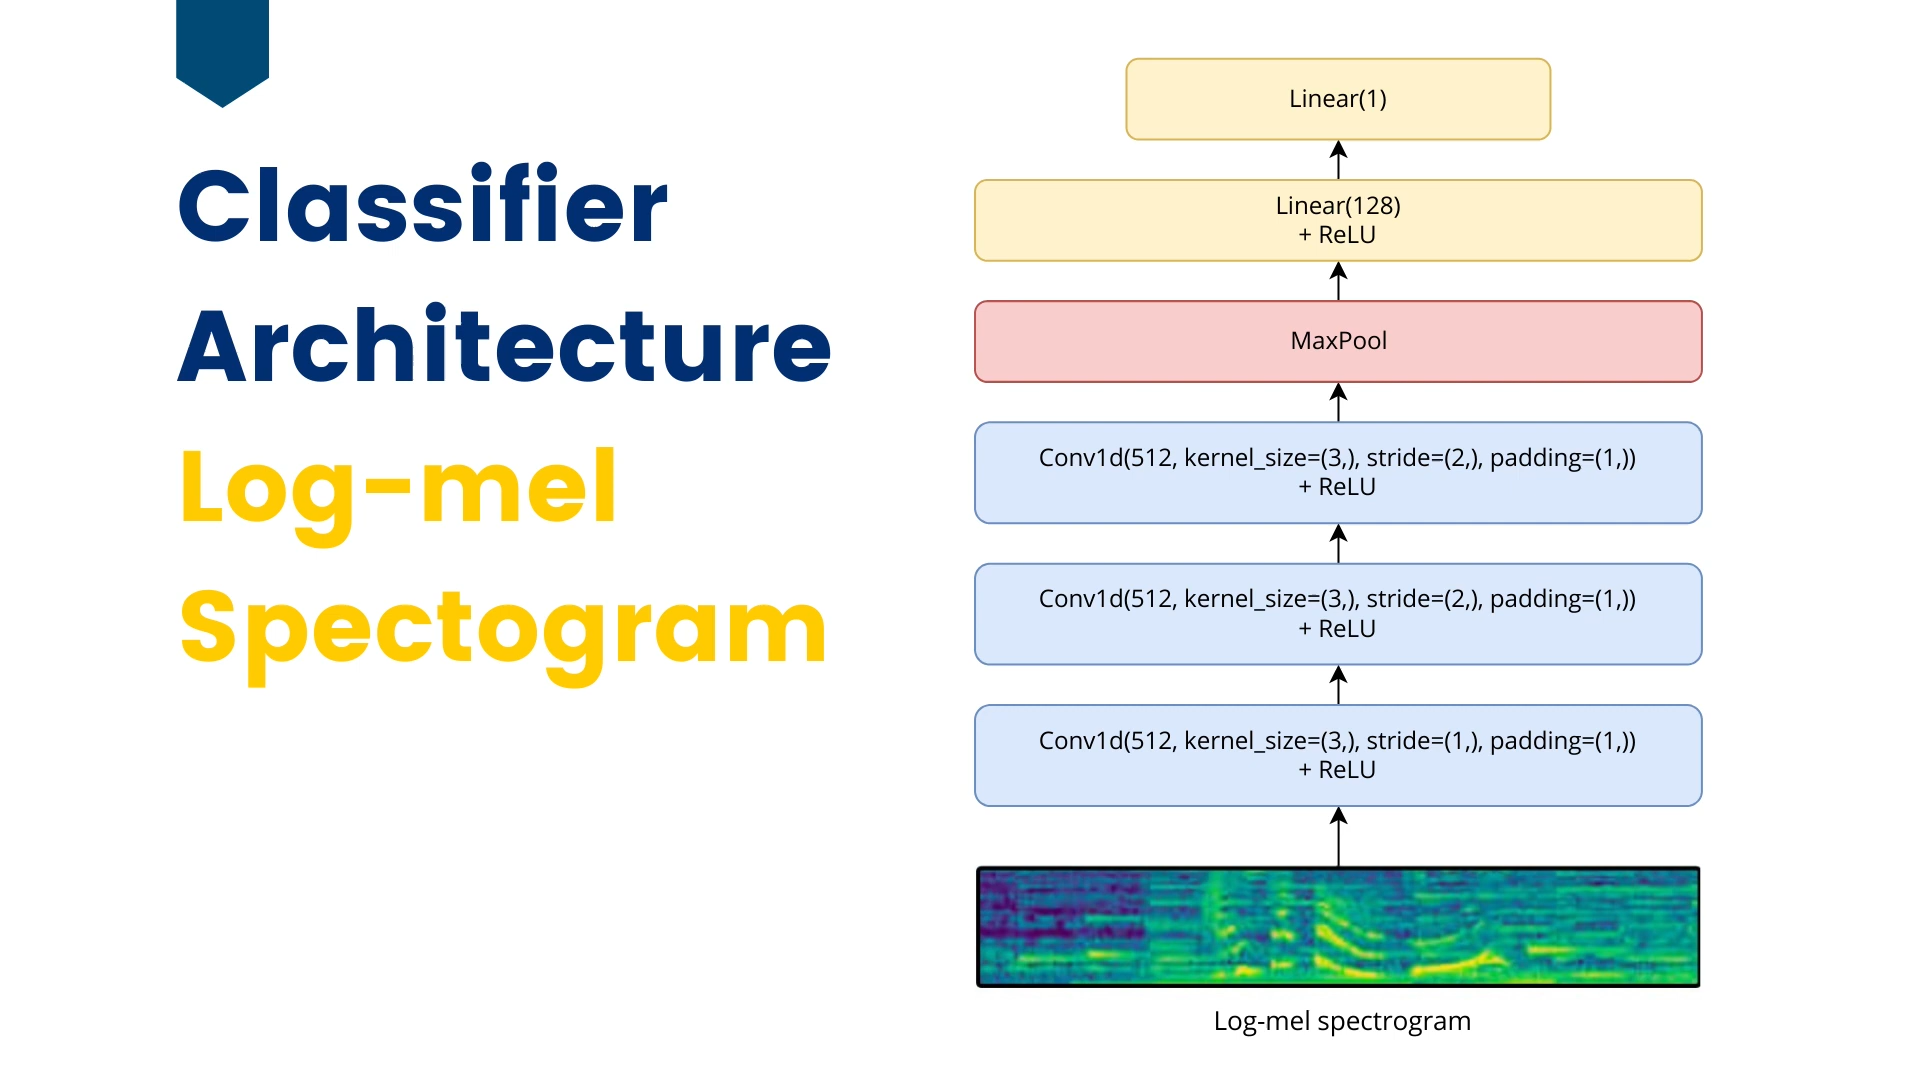 Classifier
Architecture
Log-mel
Spectogram
Linear(1)
Linear(128)
+ ReLU
MaxPool
Conv1d(512, kernel_size=(3,), stride=(2,), padding=(1,))
+ ReLU
Conv1d(512, kernel_size=(3,), stride=(2,), padding=(1,))
+ ReLU
Conv1d(512, kernel_size=(3,), stride=(1,), padding=(1,))
+ ReLU
Log-mel spectrogram